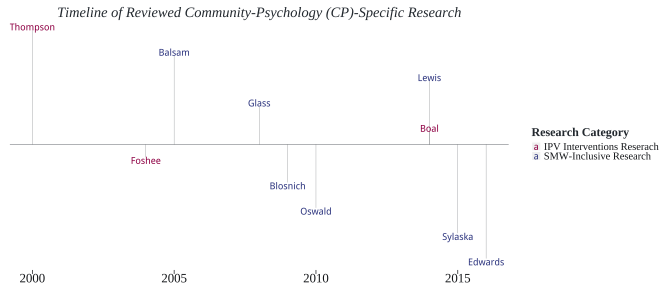 Timeline of Reviewed Community-Psychology (CP)-Specific Research
Thompson
Balsam
Lewis
Glass
Boal
Foshee
Blosnich
Oswald
Sylaska
Edwards
Research Category
a IPV Interventions Reserach
a SMW-Inclusive Research
2000 2005 2010 2015